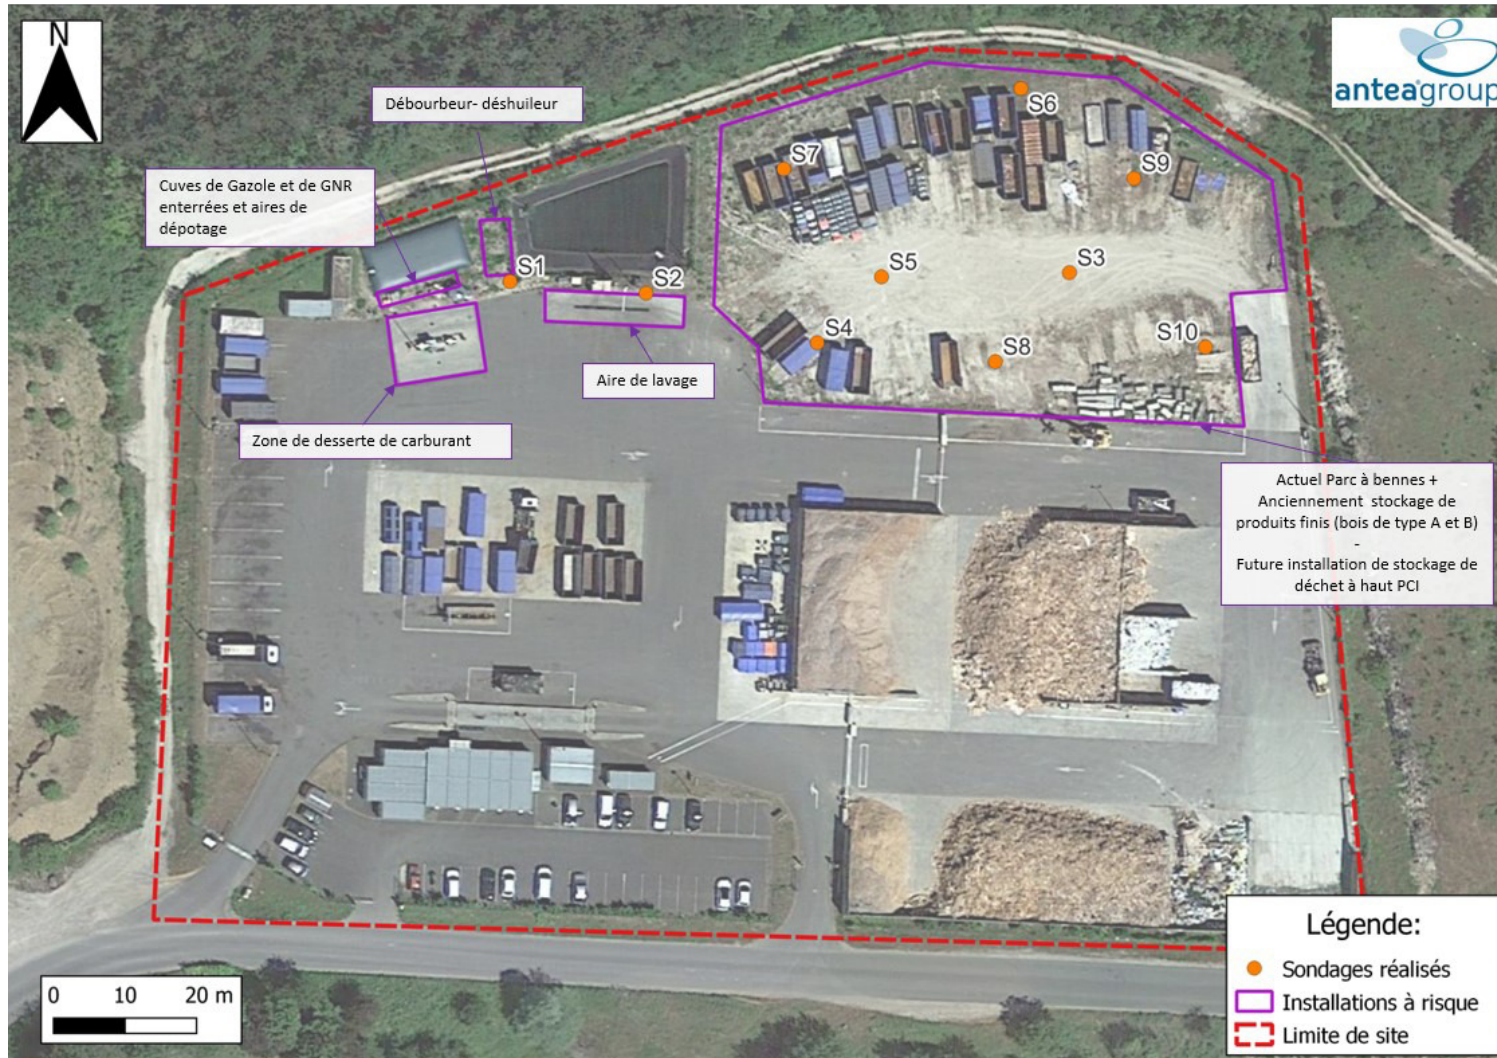 N
anteagroup
Débourbeur- déshuileur
Cuves de Gazole et de GNR
enterrées et aires de
dépotage
S1
S2
S6
S7
S9
S5
S3
S4
S8
S10
Aire de lavage
Zone de desserte de carburant
Actuel Parc à bennes +
Anciennement stockage de
produits finis (bois de type A et B)
-
Future installation de stockage de
déchet à haut PCI
Légende:
Sondages réalisés
Installations à risque
Limite de site
0 10 20 m